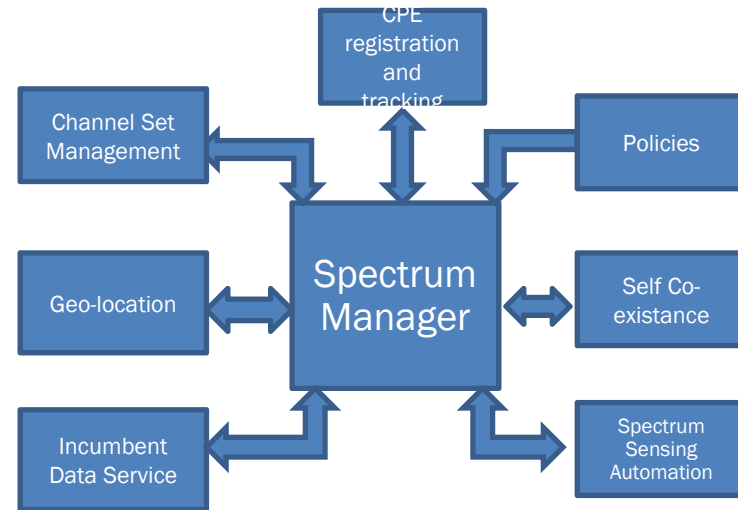 CPE
registration
and
tracking
Channel Set
Management
Policies
Spectrum
Manager
Geo-location
Self Co-
existance
Incumbent
Data Service
Spectrum
Sensing
Automation